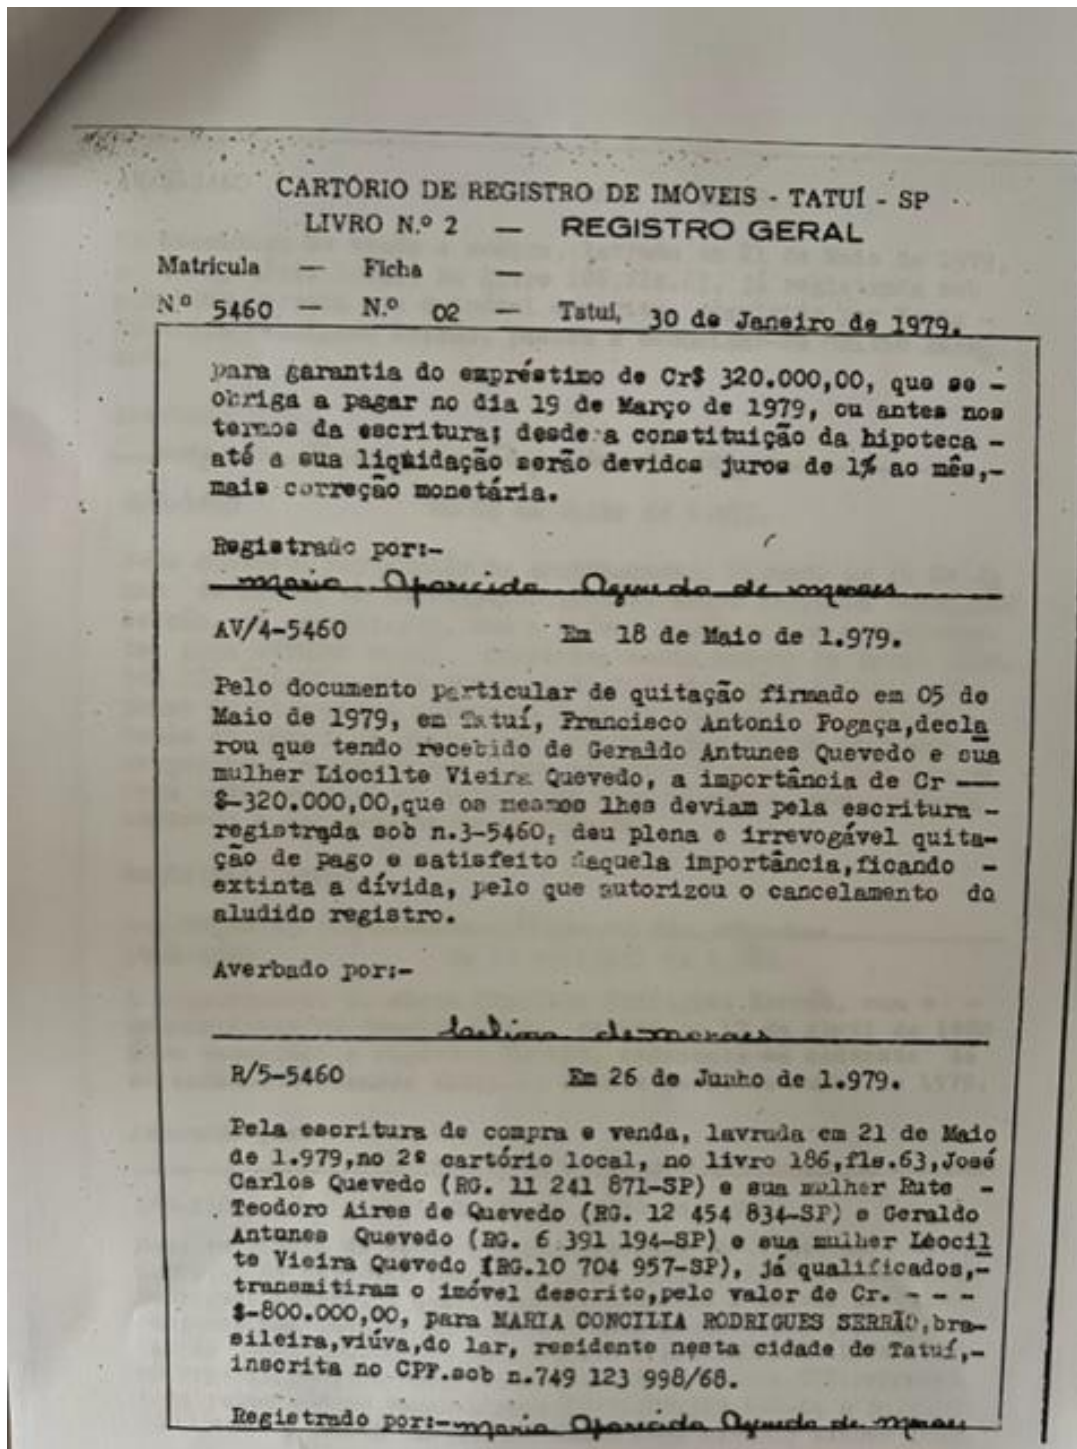 CARTÓRIO DE REGISTRO DE IMÓVEIS - TATUÍ - SP
LIVRO N.º 2 — REGISTRO GERAL
Matrícula — Ficha —
N.º 5460 — N.º 02 — Tatuí, 30 de Janeiro de 1979.
para garantia do empréstimo de Cr$ 320.000,00, que se -
obriga a pagar no dia 19 de Março de 1979, ou antes nos
termos da escritura; desde a constituição da hipoteca -
até a sua liquidação serão devidos juros de 1% ao mês,-
mais correção monetária.
Registrado por:-
Maria Aparecida Azevedo de Moraes
AV/4-5460 Em 18 de Maio de 1.979.
Pelo documento particular de quitação firmado em 05 de
Maio de 1979, em Tatuí, Francisco Antonio Fogaça,decla
rou que tendo recebido de Geraldo Antunes Quevedo e sua
mulher Liocilte Vieira Quevedo, a importância de Cr ——
$-320.000,00,que os mesmos lhes deviam pela escritura -
registrada sob n.3-5460, deu plena e irrevogável quita-
ção de pago e satisfeito daquela importância,ficando -
extinta a dívida, pelo que autorizou o cancelamento do
aludido registro.
Averbado por:-
de moraes
R/5-5460 Em 26 de Junho de 1.979.
Pela escritura de compra e venda, lavrada em 21 de Maio
de 1.979,no 2º cartório local, no livro 186,fls.63,José
Carlos Quevedo (RG. 11 241 871-SP) e sua mulher Rute -
Teodoro Aires de Quevedo (RG. 12 454 834-SP) e Geraldo
Antunes Quevedo (RG. 6 391 194-SP) e sua mulher Leocil
te Vieira Quevedo (RG.10 704 957-SP), já qualificados,-
transmitiram o imóvel descrito,pelo valor de Cr. - - -
$-800.000,00, para MARIA CONCILIA RODRIGUES SERRÃO,bra-
sileira,viúva,do lar, residente nesta cidade de Tatuí,-
inscrita no CPF.sob n.749 123 998/68.
Registrado por:- Maria Aparecida Azevedo de Moraes